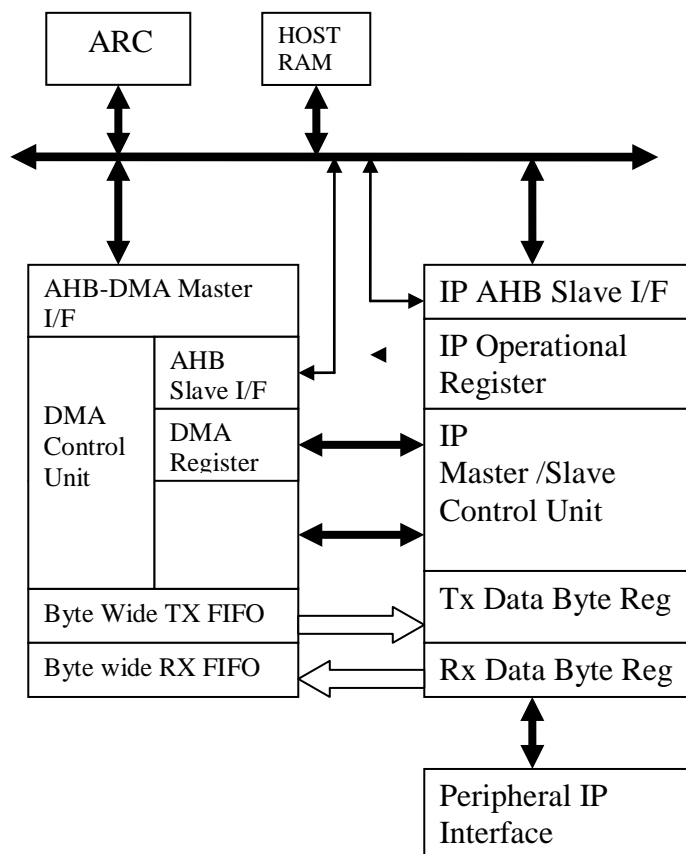 ARC
HOST
RAM
AHB-DMA Master
I/F
IP AHB Slave I/F
AHB
Slave I/F
IP Operational
Register
DMA
Control
Unit
DMA
Register
IP
Master /Slave
Control Unit
Byte Wide TX FIFO
Tx Data Byte Reg
Byte wide RX FIFO
Rx Data Byte Reg
Peripheral IP
Interface